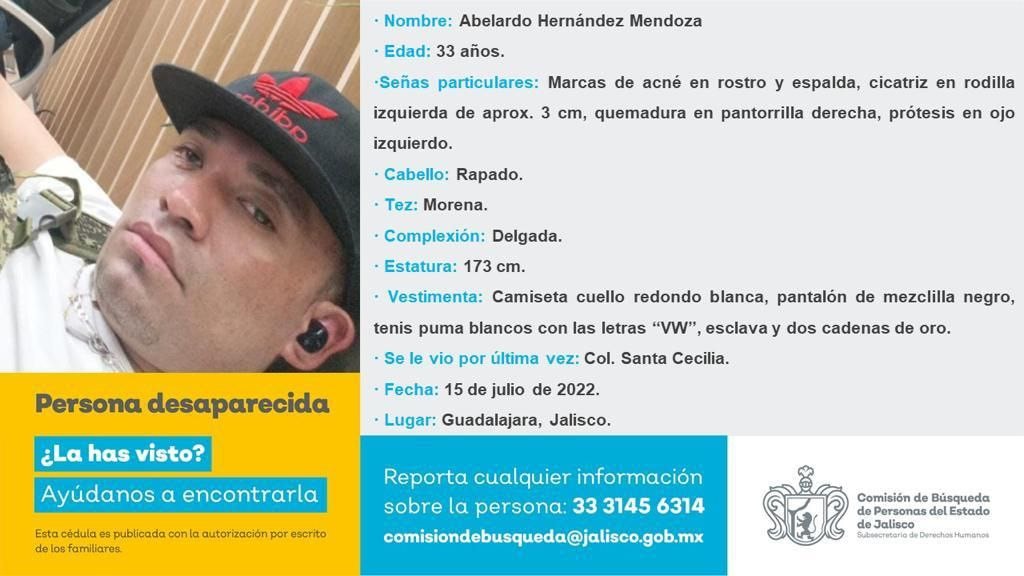 · Nombre: Abelardo Hernández Mendoza
· Edad: 33 años.
·Señas particulares: Marcas de acné en rostro y espalda, cicatriz en rodilla
izquierda de aprox. 3 cm, quemadura en pantorrilla derecha, prótesis en ojo
izquierdo.
· Cabello: Rapado.
· Tez: Morena.
· Complexión: Delgada.
· Estatura: 173 cm.
· Vestimenta: Camiseta cuello redondo blanca, pantalón de mezclilla negro,
tenis puma blancos con las letras “VW”, esclava y dos cadenas de oro.
· Se le vio por última vez: Col. Santa Cecilia.
· Fecha: 15 de julio de 2022.
· Lugar: Guadalajara, Jalisco.
adidas
Persona desaparecida
¿La has visto?
Ayúdanos a encontrarla
Esta cédula es publicada con la autorización por escrito
de los familiares.
Reporta cualquier información
sobre la persona: 33 3145 6314
comisiondebusqueda@jalisco.gob.mx
Comisión de Búsqueda
de Personas del Estado
de Jalisco
Subsecretaría de Derechos Humanos